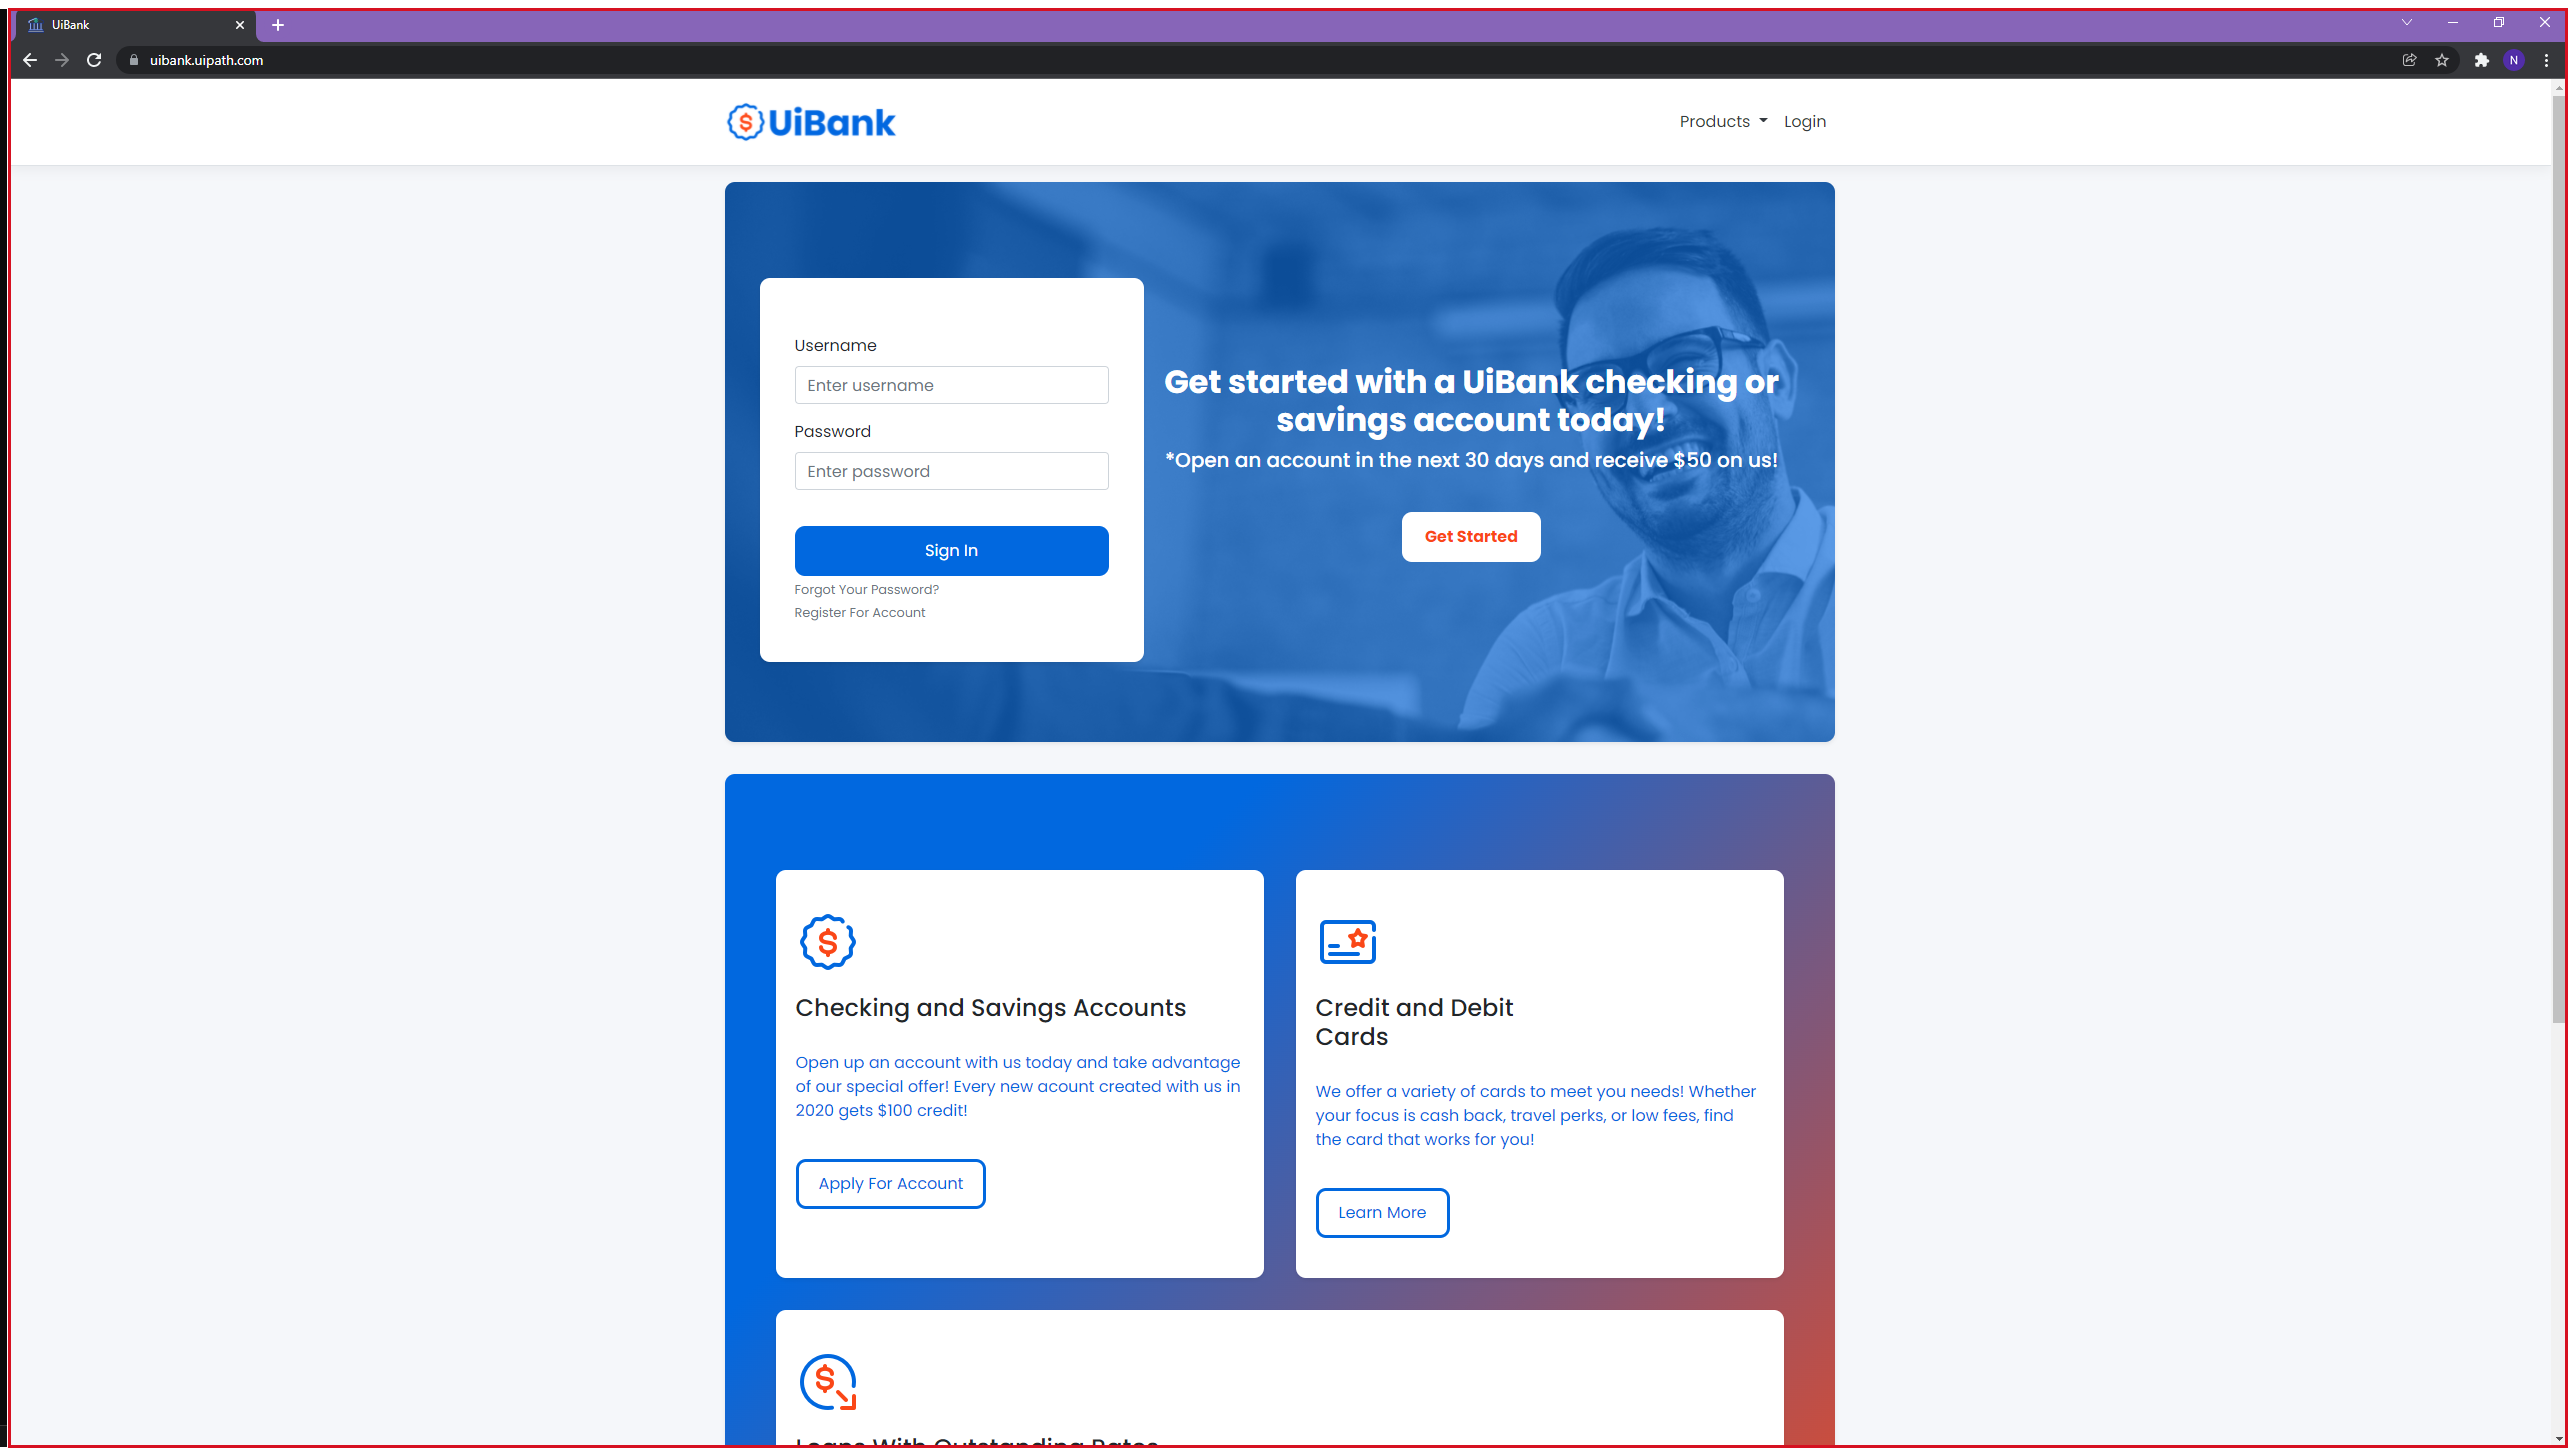 UiBank
uibank.uipath.com
N
UiBank
Products
Login
Username
Enter username
Password
Enter password
Sign In
Forgot Your Password?
Register For Account
Get started with a UiBank checking or
savings account today!
*Open an account in the next 30 days and receive $50 on us!
Get Started
Checking and Savings Accounts
Open up an account with us today and take advantage
of our special offer! Every new acount created with us in
2020 gets $100 credit!
Apply For Account
Credit and Debit
Cards
We offer a variety of cards to meet you needs! Whether
your focus is cash back, travel perks, or low fees, find
the card that works for you!
Learn More
Loans With Outstanding Rates